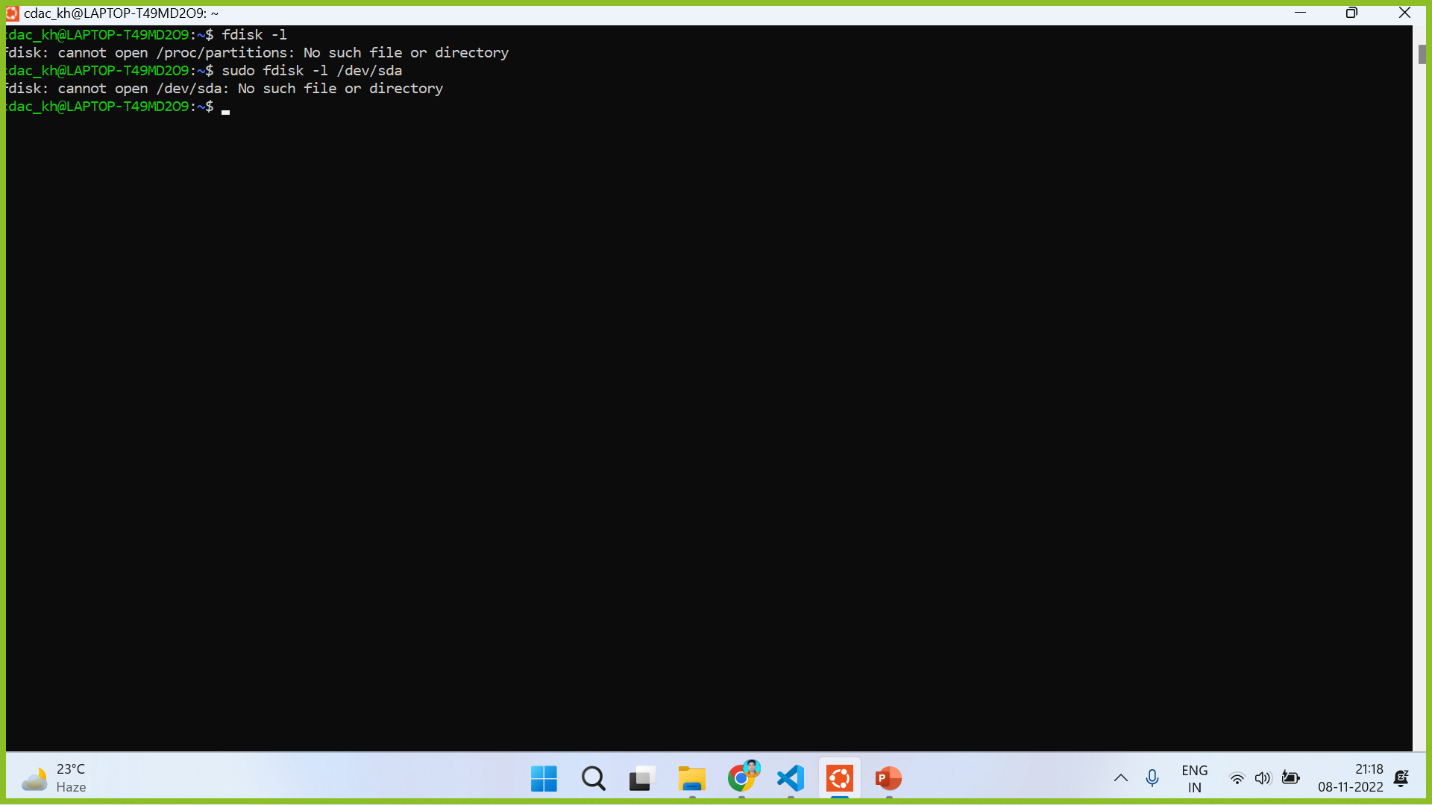 cdac_kh@LAPTOP-T49MD2O9: ~
cdac_kh@LAPTOP-T49MD2O9:~$ fdisk -l
fdisk: cannot open /proc/partitions: No such file or directory
cdac_kh@LAPTOP-T49MD2O9:~$ sudo fdisk -l /dev/sda
fdisk: cannot open /dev/sda: No such file or directory
cdac_kh@LAPTOP-T49MD2O9:~$
23°C
Haze
P
ENG
IN
21:18
08-11-2022